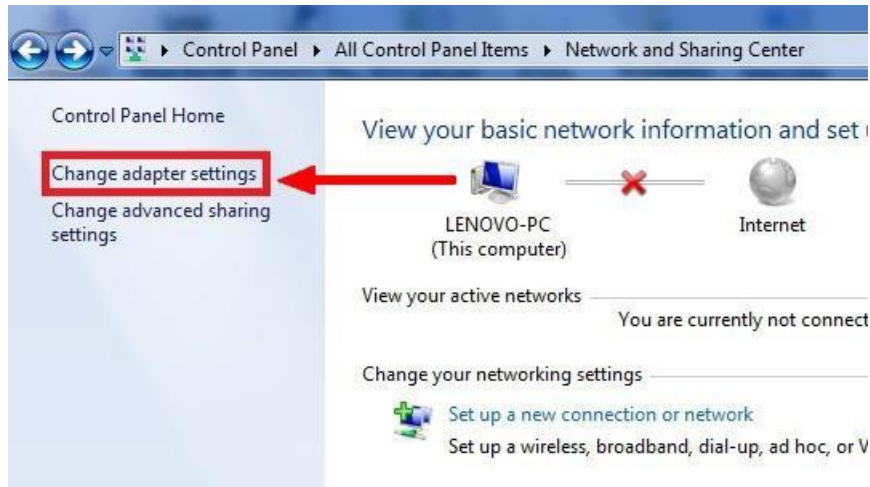 Control Panel ▸ All Control Panel Items ▸ Network and Sharing Center
Control Panel Home
Change adapter settings
Change advanced sharing
settings
View your basic network information and set
LENOVO-PC
(This computer)
Internet
View your active networks
You are currently not connect
Change your networking settings
Set up a new connection or network
Set up a wireless, broadband, dial-up, ad hoc, or V